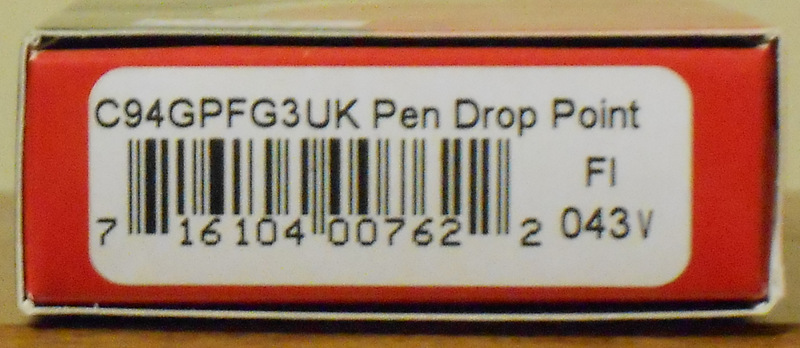 C94GPFG3UK Pen Drop Point
FI
7 16104 00762 2 043V